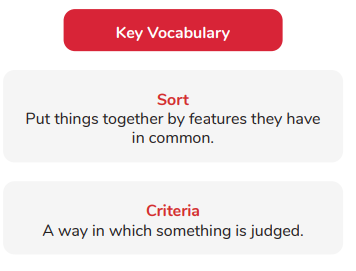 Key Vocabulary
Sort
Put things together by features they have
in common.
Criteria
A way in which something is judged.